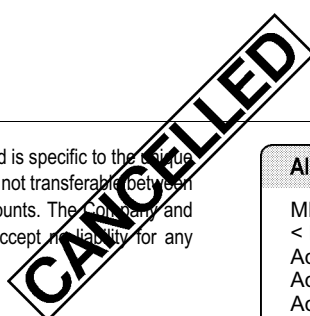 CANCELLED
d is specific to the unique
not transferable between
ounts. The Company and
ccept no liability for any
Al
M
<
Ac
Ac
Ac